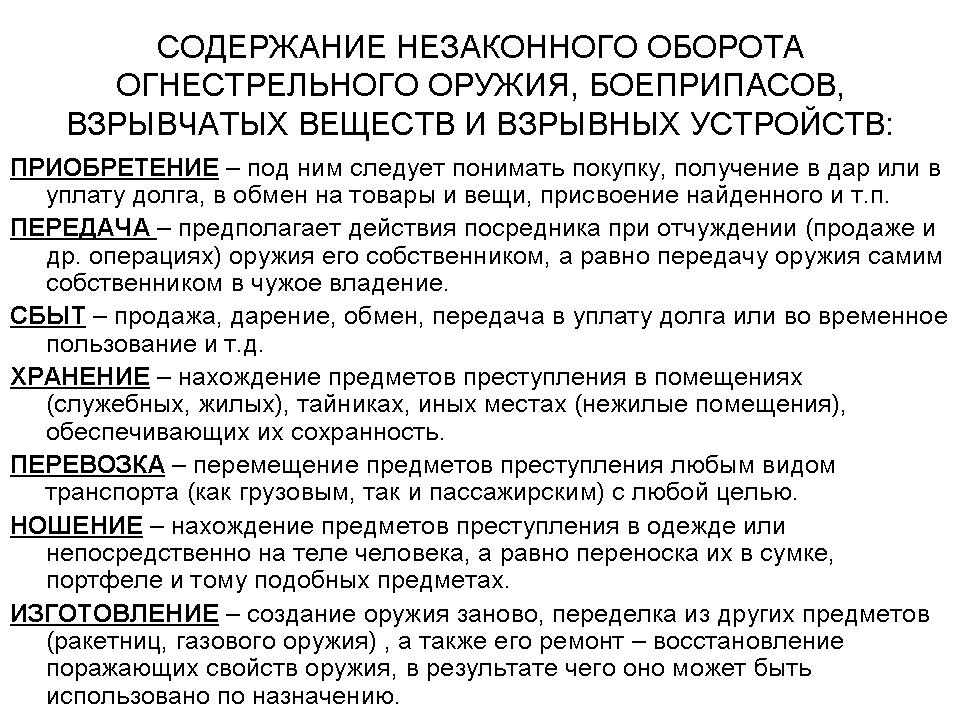 СОДЕРЖАНИЕ НЕЗАКОННОГО ОБОРОТА
ОГНЕСТРЕЛЬНОГО ОРУЖИЯ, БОЕПРИПАСОВ,
ВЗРЫВЧАТЫХ ВЕЩЕСТВ И ВЗРЫВНЫХ УСТРОЙСТВ:
ПРИОБРЕТЕНИЕ – под ним следует понимать покупку, получение в дар или в
уплату долга, в обмен на товары и вещи, присвоение найденного и т.п.
ПЕРЕДАЧА – предполагает действия посредника при отчуждении (продаже и
др. операциях) оружия его собственником, а равно передачу оружия самим
собственником в чужое владение.
СБЫТ – продажа, дарение, обмен, передача в уплату долга или во временное
пользование и т.д.
ХРАНЕНИЕ – нахождение предметов преступления в помещениях
(служебных, жилых), тайниках, иных местах (нежилые помещения),
обеспечивающих их сохранность.
ПЕРЕВОЗКА – перемещение предметов преступления любым видом
транспорта (как грузовым, так и пассажирским) с любой целью.
НОШЕНИЕ – нахождение предметов преступления в одежде или
непосредственно на теле человека, а равно переноска их в сумке,
портфеле и тому подобных предметах.
ИЗГОТОВЛЕНИЕ – создание оружия заново, переделка из других предметов
(ракетниц, газового оружия) , а также его ремонт – восстановление
поражающих свойств оружия, в результате чего оно может быть
использовано по назначению.